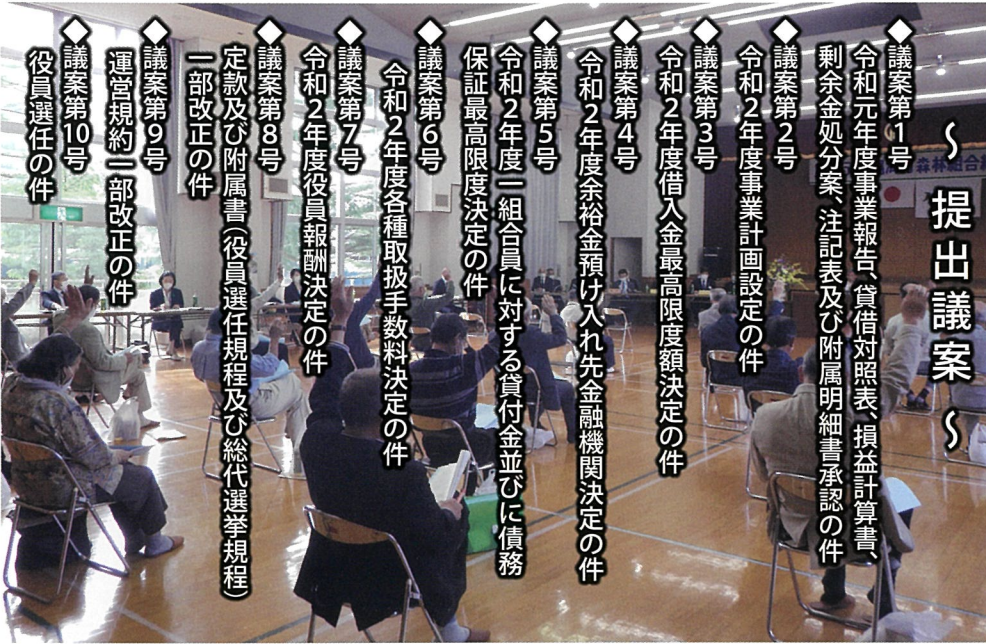 ～提出議案～
◆議案第1号
令和元年度事業報告、貸借対照表、損益計算書、
剰余金処分案、注記表及び附属明細書承認の件
◆議案第2号
令和2年度事業計画設定の件
◆議案第3号
令和2年度借入金最高限度額決定の件
◆議案第4号
令和2年度余裕金預け入れ先金融機関決定の件
◆議案第5号
令和2年度一組合員に対する貸付金並びに債務
保証最高限度決定の件
◆議案第6号
令和2年度各種取扱手数料決定の件
◆議案第7号
令和2年度役員報酬決定の件
◆議案第8号
定款及び附属書(役員選任規程及び総代選挙規程)
一部改正の件
◆議案第9号
運営規約一部改正の件
◆議案第10号
役員選任の件
森林組合